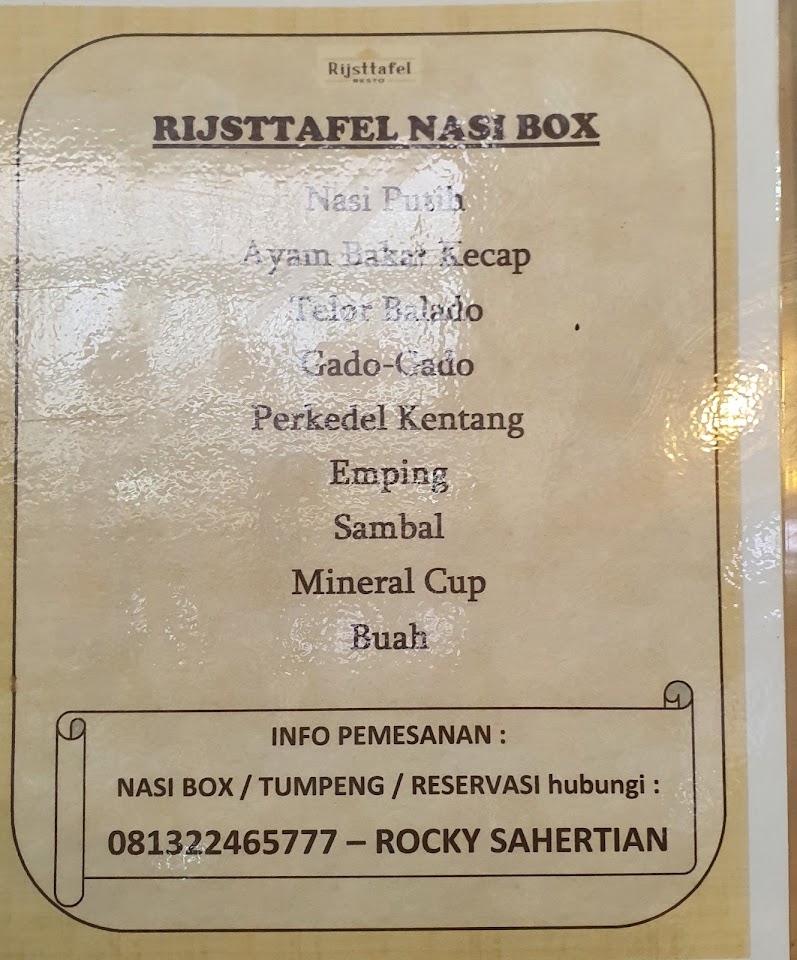 Rijsttafel
RESTO
RIJSTTAFEL NASI BOX
Nasi Putih
Ayam Bakar Kecap
Telor Balado
Gado-Gado
Perkedel Kentang
Emping
Sambal
Mineral Cup
Buah
INFO PEMESANAN :
NASI BOX / TUMPENG / RESERVASI hubungi :
081322465777 – ROCKY SAHERTIAN